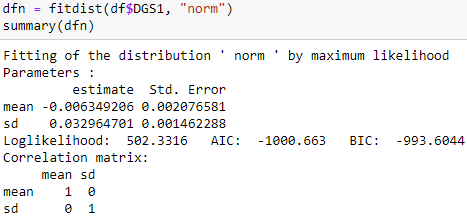 dfn = fitdist(df$DGS1, "norm")
summary(dfn)
Fitting of the distribution ' norm ' by maximum likelihood
Parameters :
estimate Std. Error
mean -0.006349206 0.002076581
sd 0.032964701 0.001462288
Loglikelihood: 502.3316 AIC: -1000.663 BIC: -993.6044
Correlation matrix:
mean sd
mean 1 0
sd 0 1